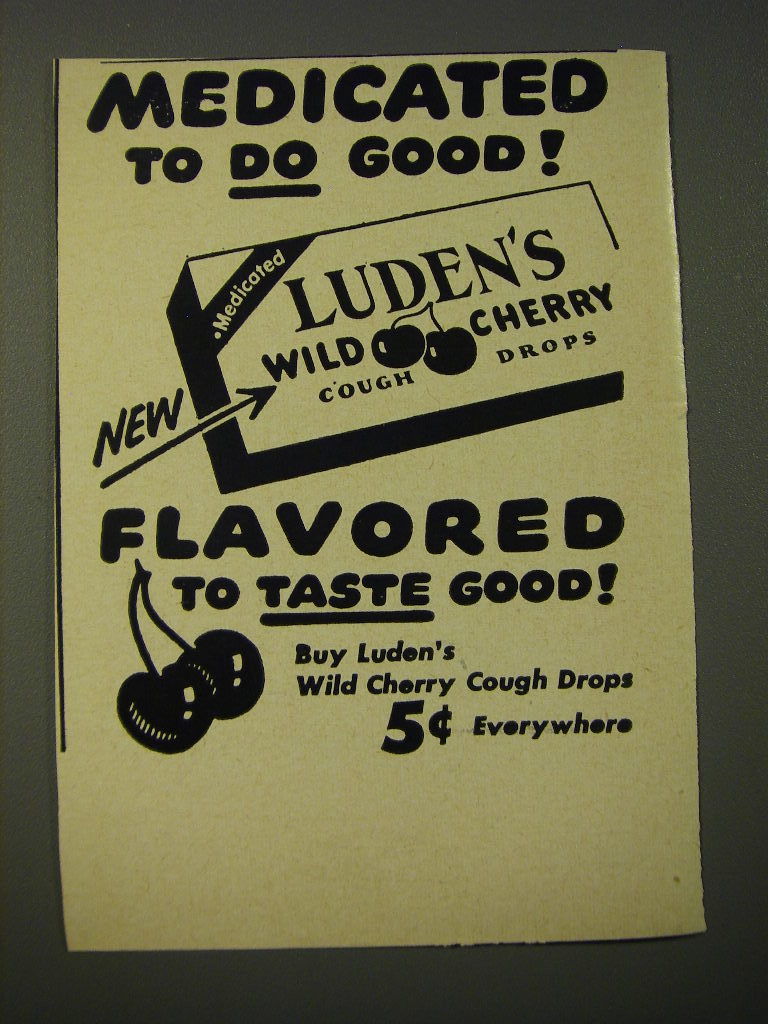 MEDICATED
TO DO GOOD!
•Medicated
LUDEN'S
WILD CHERRY
COUGH DROPS
NEW
FLAVORED
TO TASTE GOOD!
Buy Luden's
Wild Cherry Cough Drops
5¢ Everywhere